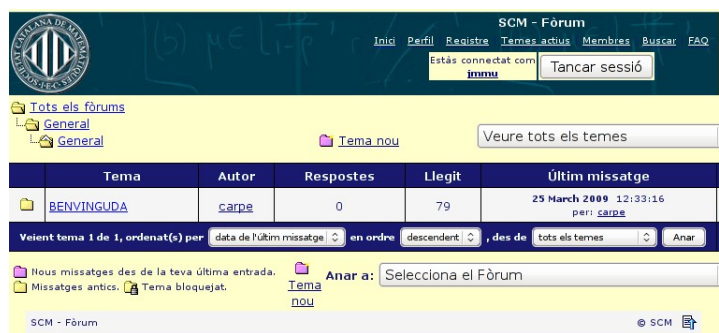 SOCIETAT CATALANA DE MATEMÀTIQUES · I·E·C ·
SCM - Fòrum
Inici Perfil Registre Temes actius Membres Buscar FAQ
Estàs connectat com
jmmu
Tancar sessió
Tots els fòrums
General
General
Tema nou
Veure tots els temes
Tema Autor Respostes Llegit Últim missatge
BENVINGUDA carpe 0 79 25 March 2009 12:33:16
per: carpe
Veient tema 1 de 1, ordenat(s) per data de l'últim missatge en ordre descendent , des de tots els temes Anar
Nous missatges des de la teva última entrada.
Missatges antics. Tema bloquejat.
Tema
nou
Anar a: Selecciona el Fòrum
SCM - Fòrum © SCM